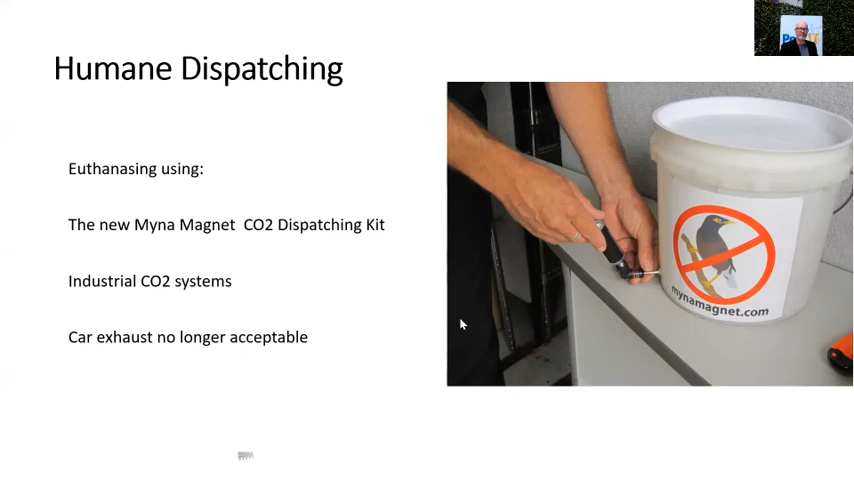 Humane Dispatching
Euthanasing using:
The new Myna Magnet CO2 Dispatching Kit
Industrial CO2 systems
Car exhaust no longer acceptable
mynamagnet.com